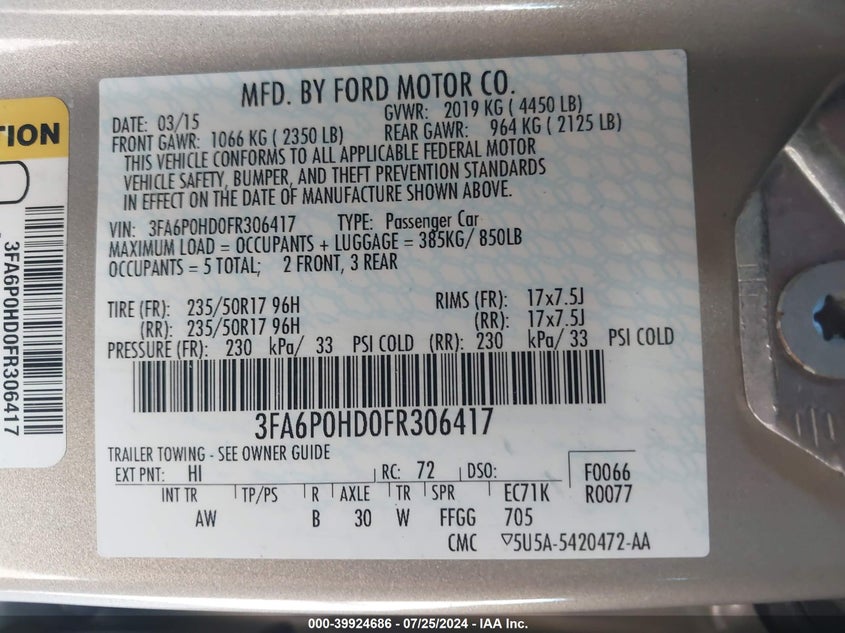 MFD. BY FORD MOTOR CO.
DATE: 03/15 GVWR: 2019 KG ( 4450 LB)
FRONT GAWR: 1066 KG ( 2350 LB) REAR GAWR: 964 KG ( 2125 LB)
THIS VEHICLE CONFORMS TO ALL APPLICABLE FEDERAL MOTOR
VEHICLE SAFETY, BUMPER, AND THEFT PREVENTION STANDARDS
IN EFFECT ON THE DATE OF MANUFACTURE SHOWN ABOVE.
VIN: 3FA6P0HD0FR306417 TYPE: Passenger Car
MAXIMUM LOAD = OCCUPANTS + LUGGAGE = 385KG/ 850LB
OCCUPANTS = 5 TOTAL; 2 FRONT, 3 REAR
TIRE (FR): 235/50R17 96H RIMS (FR): 17x7.5J
(RR): 235/50R17 96H (RR): 17x7.5J
PRESSURE (FR): 230 kPa/ 33 PSI COLD (RR): 230 kPa/ 33 PSI COLD
3FA6P0HD0FR306417
TRAILER TOWING - SEE OWNER GUIDE
EXT PNT: HI RC: 72 DSO: F0066
INT TR TP/PS R AXLE TR SPR EC71K R0077
AW B 30 W FFGG 705
CMC ▽5U5A-5420472-AA
TION
3FA6P0HD0FR306417
000-39924686 - 07/25/2024 - IAA Inc.